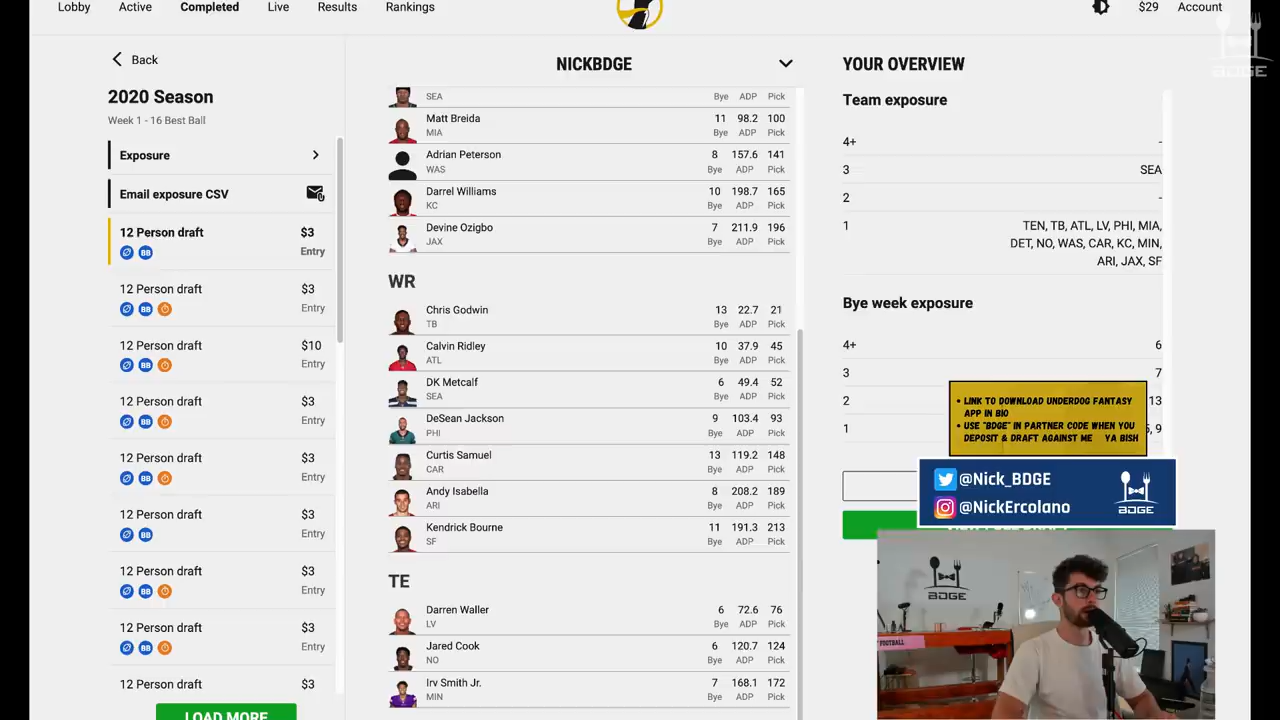 Lobby Active Completed Live Results Rankings $29 Account
BDGE
Back
2020 Season
Week 1 - 16 Best Ball
Exposure
Email exposure CSV
12 Person draft $3
BB Entry
12 Person draft $3
BB Entry
12 Person draft $10
BB Entry
12 Person draft $3
BB Entry
12 Person draft $3
BB Entry
12 Person draft $3
BB Entry
12 Person draft $3
BB Entry
12 Person draft $3
BB Entry
12 Person draft $3
LOAD MORE
NICKBDGE
SEA Bye ADP Pick
Matt Breida 11 98.2 100
MIA Bye ADP Pick
Adrian Peterson 8 157.6 141
WAS Bye ADP Pick
Darrel Williams 10 198.7 165
KC Bye ADP Pick
Devine Ozigbo 7 211.9 196
JAX Bye ADP Pick
WR
Chris Godwin 13 22.7 21
TB Bye ADP Pick
Calvin Ridley 10 37.9 45
ATL Bye ADP Pick
DK Metcalf 6 49.4 52
SEA Bye ADP Pick
DeSean Jackson 9 103.4 93
PHI Bye ADP Pick
Curtis Samuel 13 119.2 148
CAR Bye ADP Pick
Andy Isabella 8 208.2 189
ARI Bye ADP Pick
Kendrick Bourne 11 191.3 213
SF Bye ADP Pick
TE
Darren Waller 6 72.6 76
LV Bye ADP Pick
Jared Cook 6 120.7 124
NO Bye ADP Pick
Irv Smith Jr. 7 168.1 172
MIN Bye ADP Pick
YOUR OVERVIEW
Team exposure
4+ -
3 SEA
2 -
1 TEN, TB, ATL, LV, PHI, MIA,
DET, NO, WAS, CAR, KC, MIN,
ARI, JAX, SF
Bye week exposure
4+ 6
3 7
2 13
1 , 9
• LINK TO DOWNLOAD UNDERDOG FANTASY
APP IN BIO
• USE "BDGE" IN PARTNER CODE WHEN YOU
DEPOSIT & DRAFT AGAINST ME YA BISH
@Nick_BDGE
@NickErcolano
BDGE
BDGE
FOOTBALL